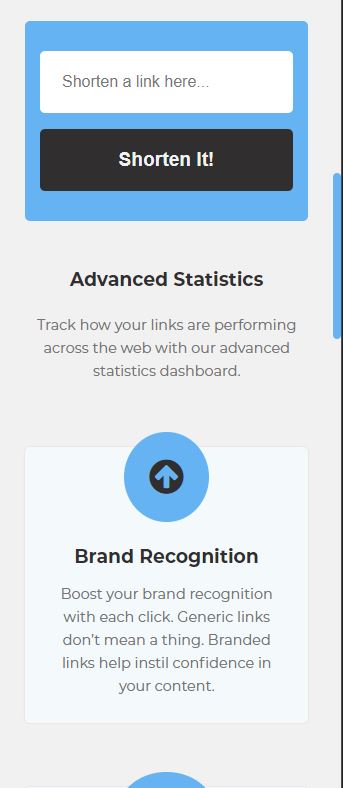 Shorten a link here...
Shorten It!
Advanced Statistics
Track how your links are performing
across the web with our advanced
statistics dashboard.
Brand Recognition
Boost your brand recognition
with each click. Generic links
don’t mean a thing. Branded
links help instil confidence in
your content.